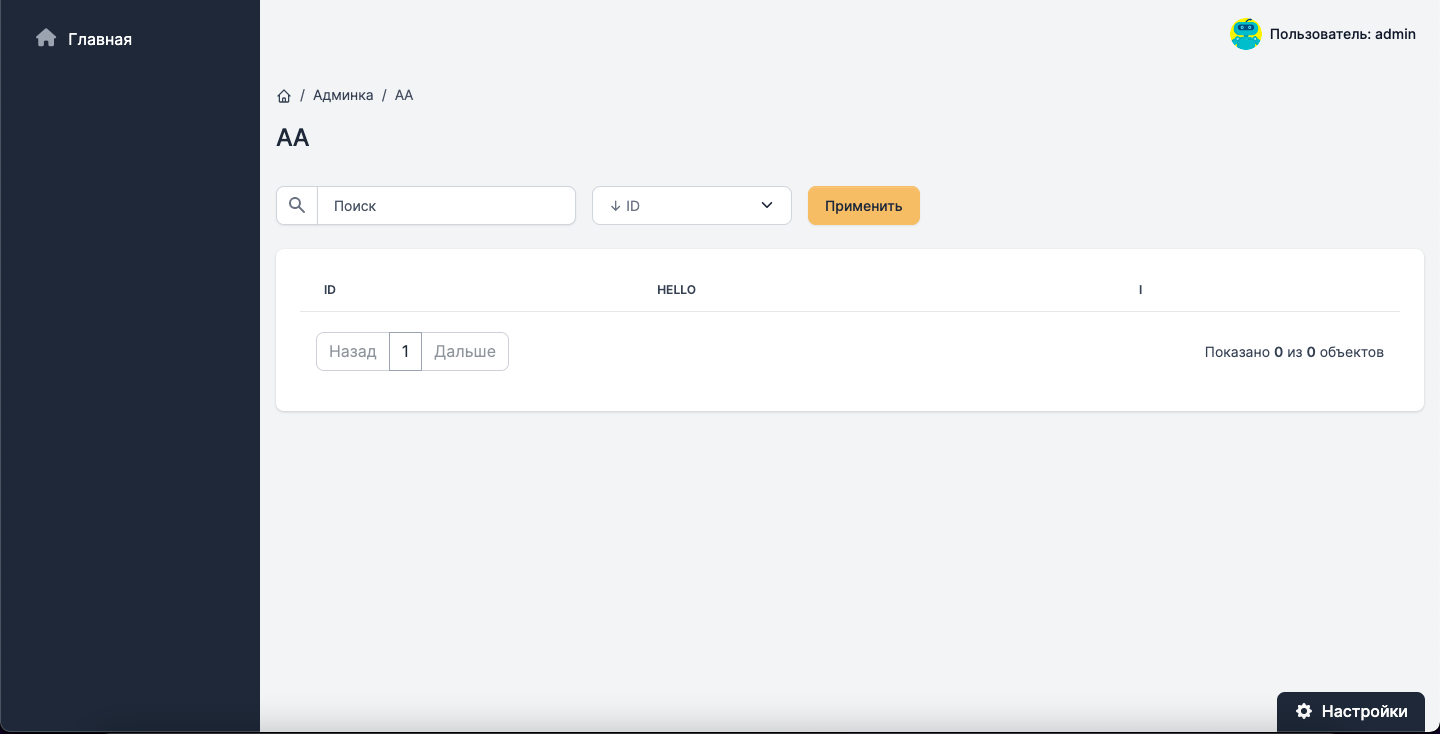 Главная
Пользователь: admin
/ Админка / AA
AA
Поиск
↓ ID
Применить
ID HELLO I
Назад 1 Дальше
Показано 0 из 0 объектов
Настройки